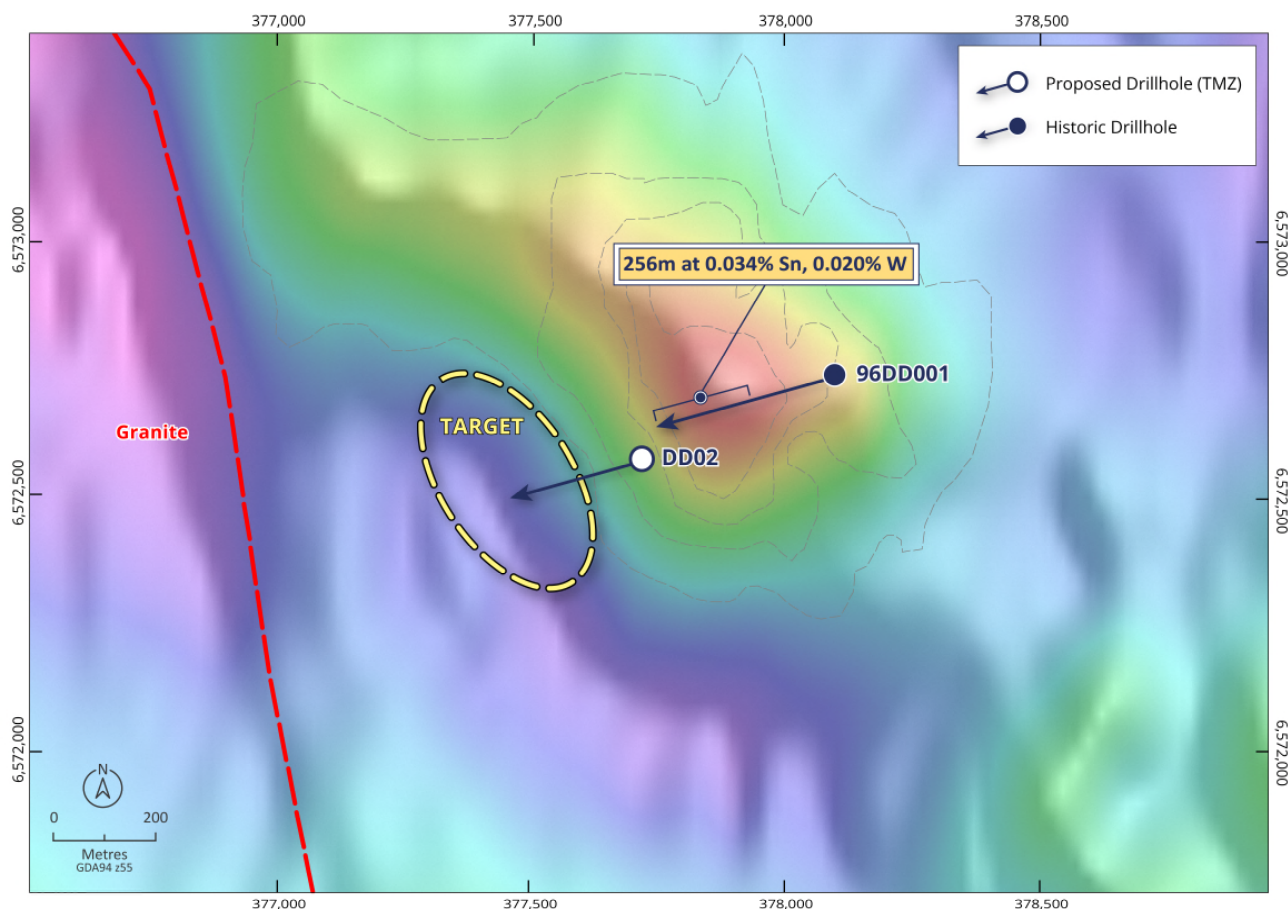 377,000
377,500
378,000
378,500
Proposed Drillhole (TMZ)
Historic Drillhole
6,573,000
6,573,000
256m at 0.034% Sn, 0.020% W
96DD001
TARGET
Granite
DD02
6,572,500
6,572,500
6,572,000
6,572,000
N
0 200
Metres
GDA94 z55
377,000
377,500
378,000
378,500